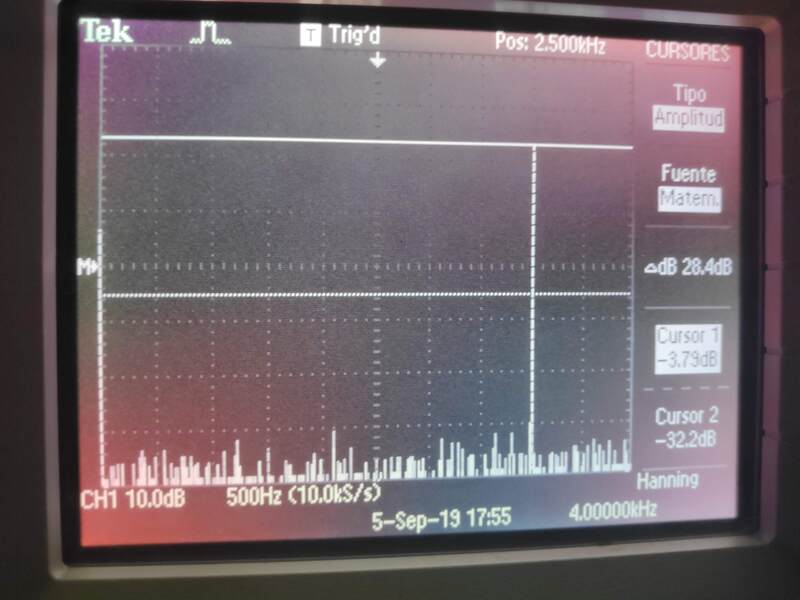 Tek T Trig'd Pos: 2.500kHz CURSORES
Tipo
Amplitud
Fuente
Matem.
M
ΔdB 28.4dB
Cursor 1
-3.79dB
Cursor 2
-32.2dB
Hanning
CH1 10.0dB 500Hz (10.0kS/s)
5-Sep-19 17:55 4.00000kHz